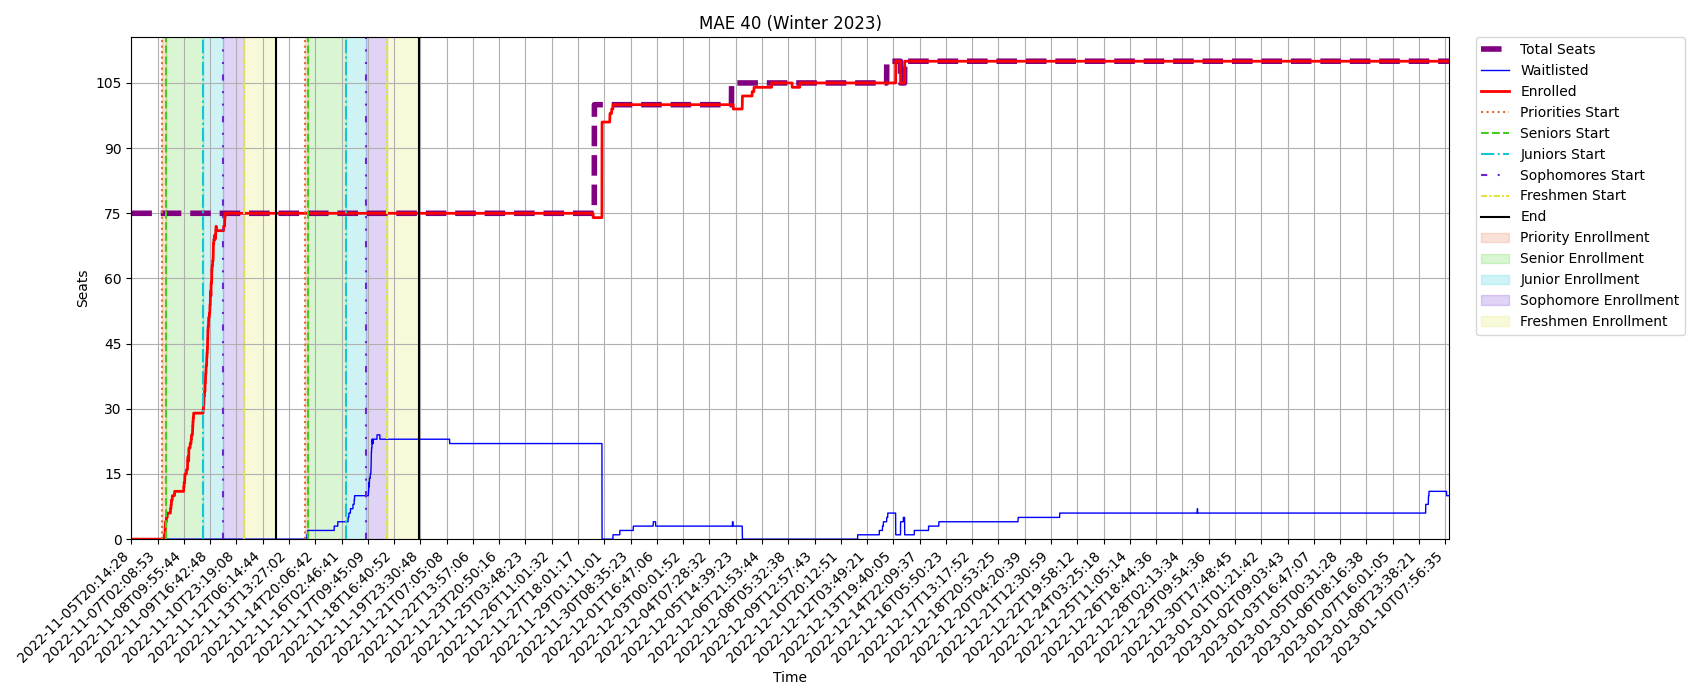 MAE 40 (Winter 2023)
Seats
105
90
75
60
45
30
15
0
2022-11-05T20:14:28
2022-11-07T02:08:53
2022-11-08T09:55:44
2022-11-09T16:42:48
2022-11-10T23:19:08
2022-11-12T06:14:44
2022-11-13T13:27:02
2022-11-14T20:06:42
2022-11-16T02:46:41
2022-11-17T09:45:09
2022-11-18T16:40:52
2022-11-19T23:30:48
2022-11-21T07:05:08
2022-11-22T13:57:06
2022-11-23T20:50:16
2022-11-25T03:48:23
2022-11-26T11:01:32
2022-11-27T18:01:17
2022-11-29T01:11:01
2022-11-30T08:35:23
2022-12-01T16:47:06
2022-12-03T00:01:52
2022-12-04T07:28:32
2022-12-05T14:39:23
2022-12-06T21:53:44
2022-12-08T05:32:38
2022-12-09T12:57:43
2022-12-10T20:12:51
2022-12-12T03:49:21
2022-12-13T19:40:05
2022-12-14T22:09:37
2022-12-16T05:50:23
2022-12-17T13:17:52
2022-12-18T20:53:25
2022-12-20T04:20:39
2022-12-21T12:30:59
2022-12-22T19:58:12
2022-12-24T03:25:18
2022-12-25T11:05:14
2022-12-26T18:44:36
2022-12-28T02:13:34
2022-12-29T09:54:36
2022-12-30T17:48:45
2023-01-01T01:21:42
2023-01-02T09:03:43
2023-01-03T16:47:07
2023-01-05T00:31:28
2023-01-06T08:16:38
2023-01-07T16:01:05
2023-01-08T23:38:21
2023-01-10T07:56:35
Time
Total Seats
Waitlisted
Enrolled
Priorities Start
Seniors Start
Juniors Start
Sophomores Start
Freshmen Start
End
Priority Enrollment
Senior Enrollment
Junior Enrollment
Sophomore Enrollment
Freshmen Enrollment